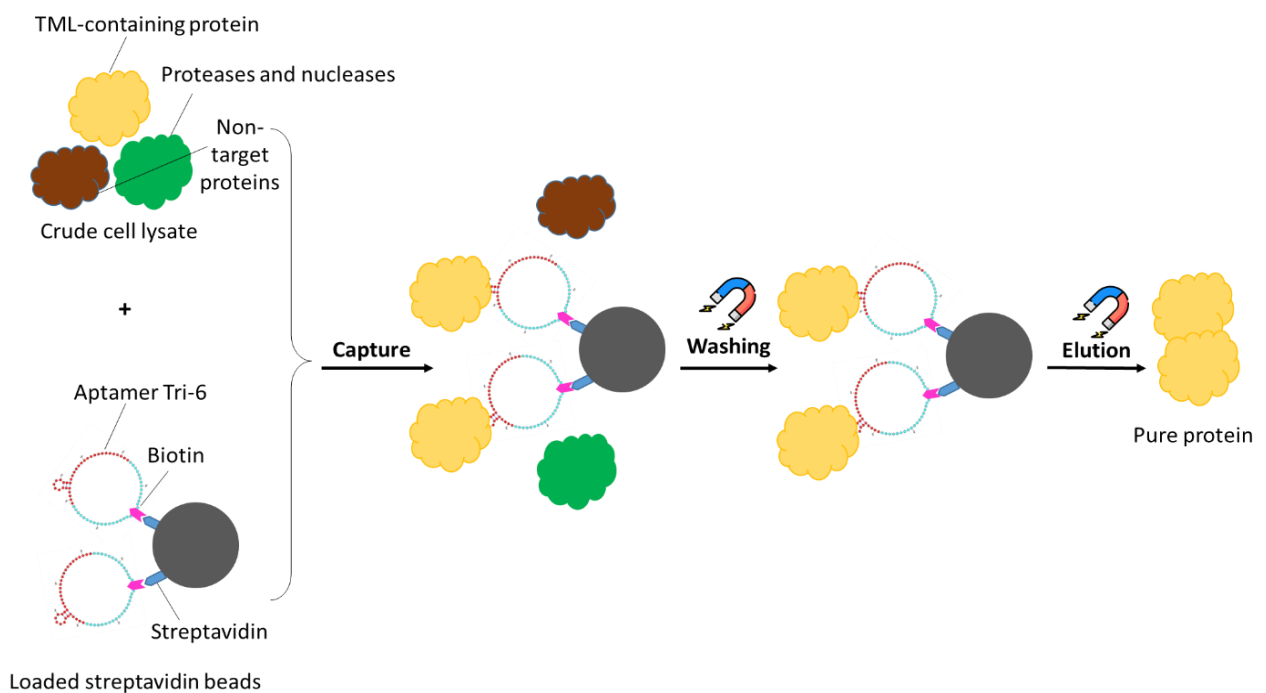 TML-containing protein
Proteases and nucleases
Non-
target
proteins
Crude cell lysate
+
Aptamer Tri-6
Biotin
Streptavidin
Loaded streptavidin beads
Capture
Washing
Elution
Pure protein